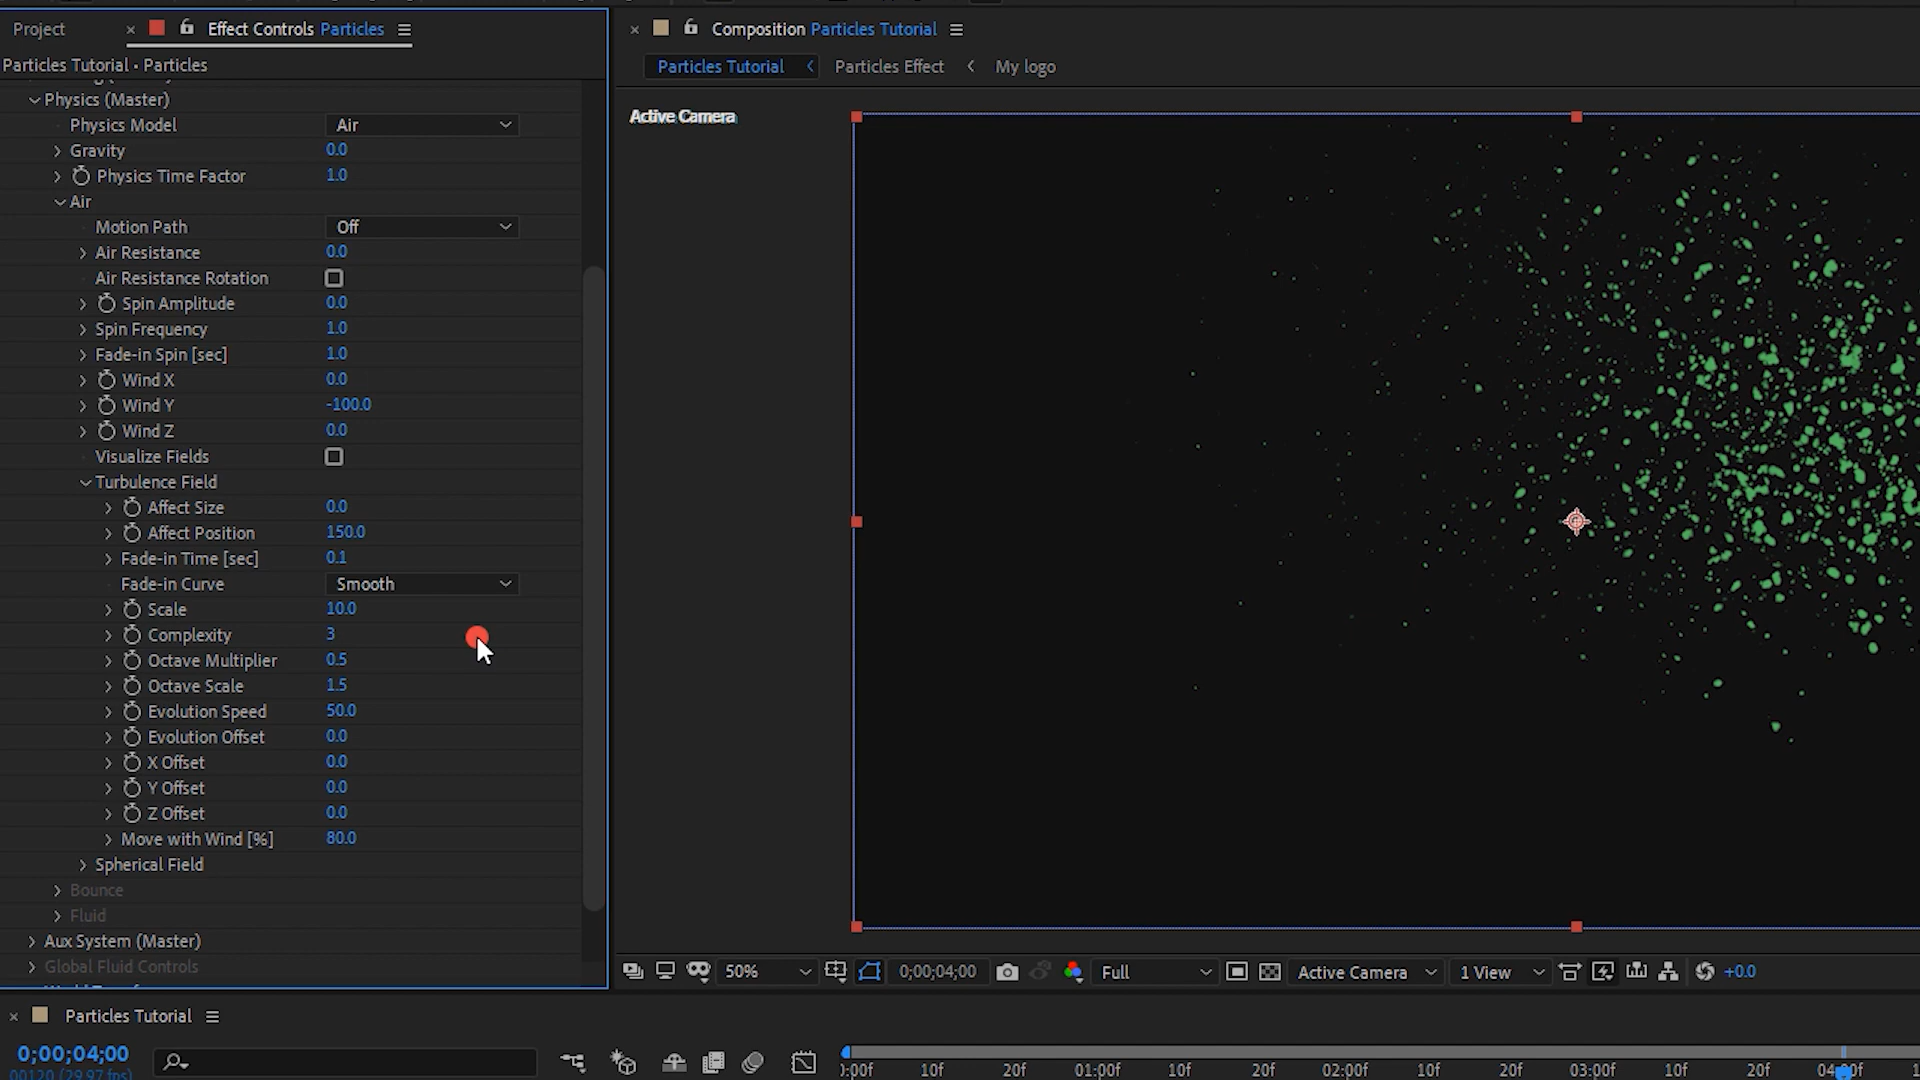 Project
× Effect Controls Particles
Particles Tutorial • Particles
Physics (Master)
Physics Model Air
Gravity 0.0
Physics Time Factor 1.0
Air
Motion Path Off
Air Resistance 0.0
Air Resistance Rotation
Spin Amplitude 0.0
Spin Frequency 1.0
Fade-in Spin [sec] 1.0
Wind X 0.0
Wind Y -100.0
Wind Z 0.0
Visualize Fields
Turbulence Field
Affect Size 0.0
Affect Position 150.0
Fade-in Time [sec] 0.1
Fade-in Curve Smooth
Scale 10.0
Complexity 3
Octave Multiplier 0.5
Octave Scale 1.5
Evolution Speed 50.0
Evolution Offset 0.0
X Offset 0.0
Y Offset 0.0
Z Offset 0.0
Move with Wind [%] 80.0
Spherical Field
Bounce
Fluid
Aux System (Master)
Global Fluid Controls
× Composition Particles Tutorial
Particles Tutorial Particles Effect My logo
Active Camera
50% 0;00;04;00 Full Active Camera 1 View +0.0
× Particles Tutorial
0;00;04;00
00120 (29.97 fps)
0:00f 10f 20f 01:00f 10f 20f 02:00f 10f 20f 03:00f 10f 20f